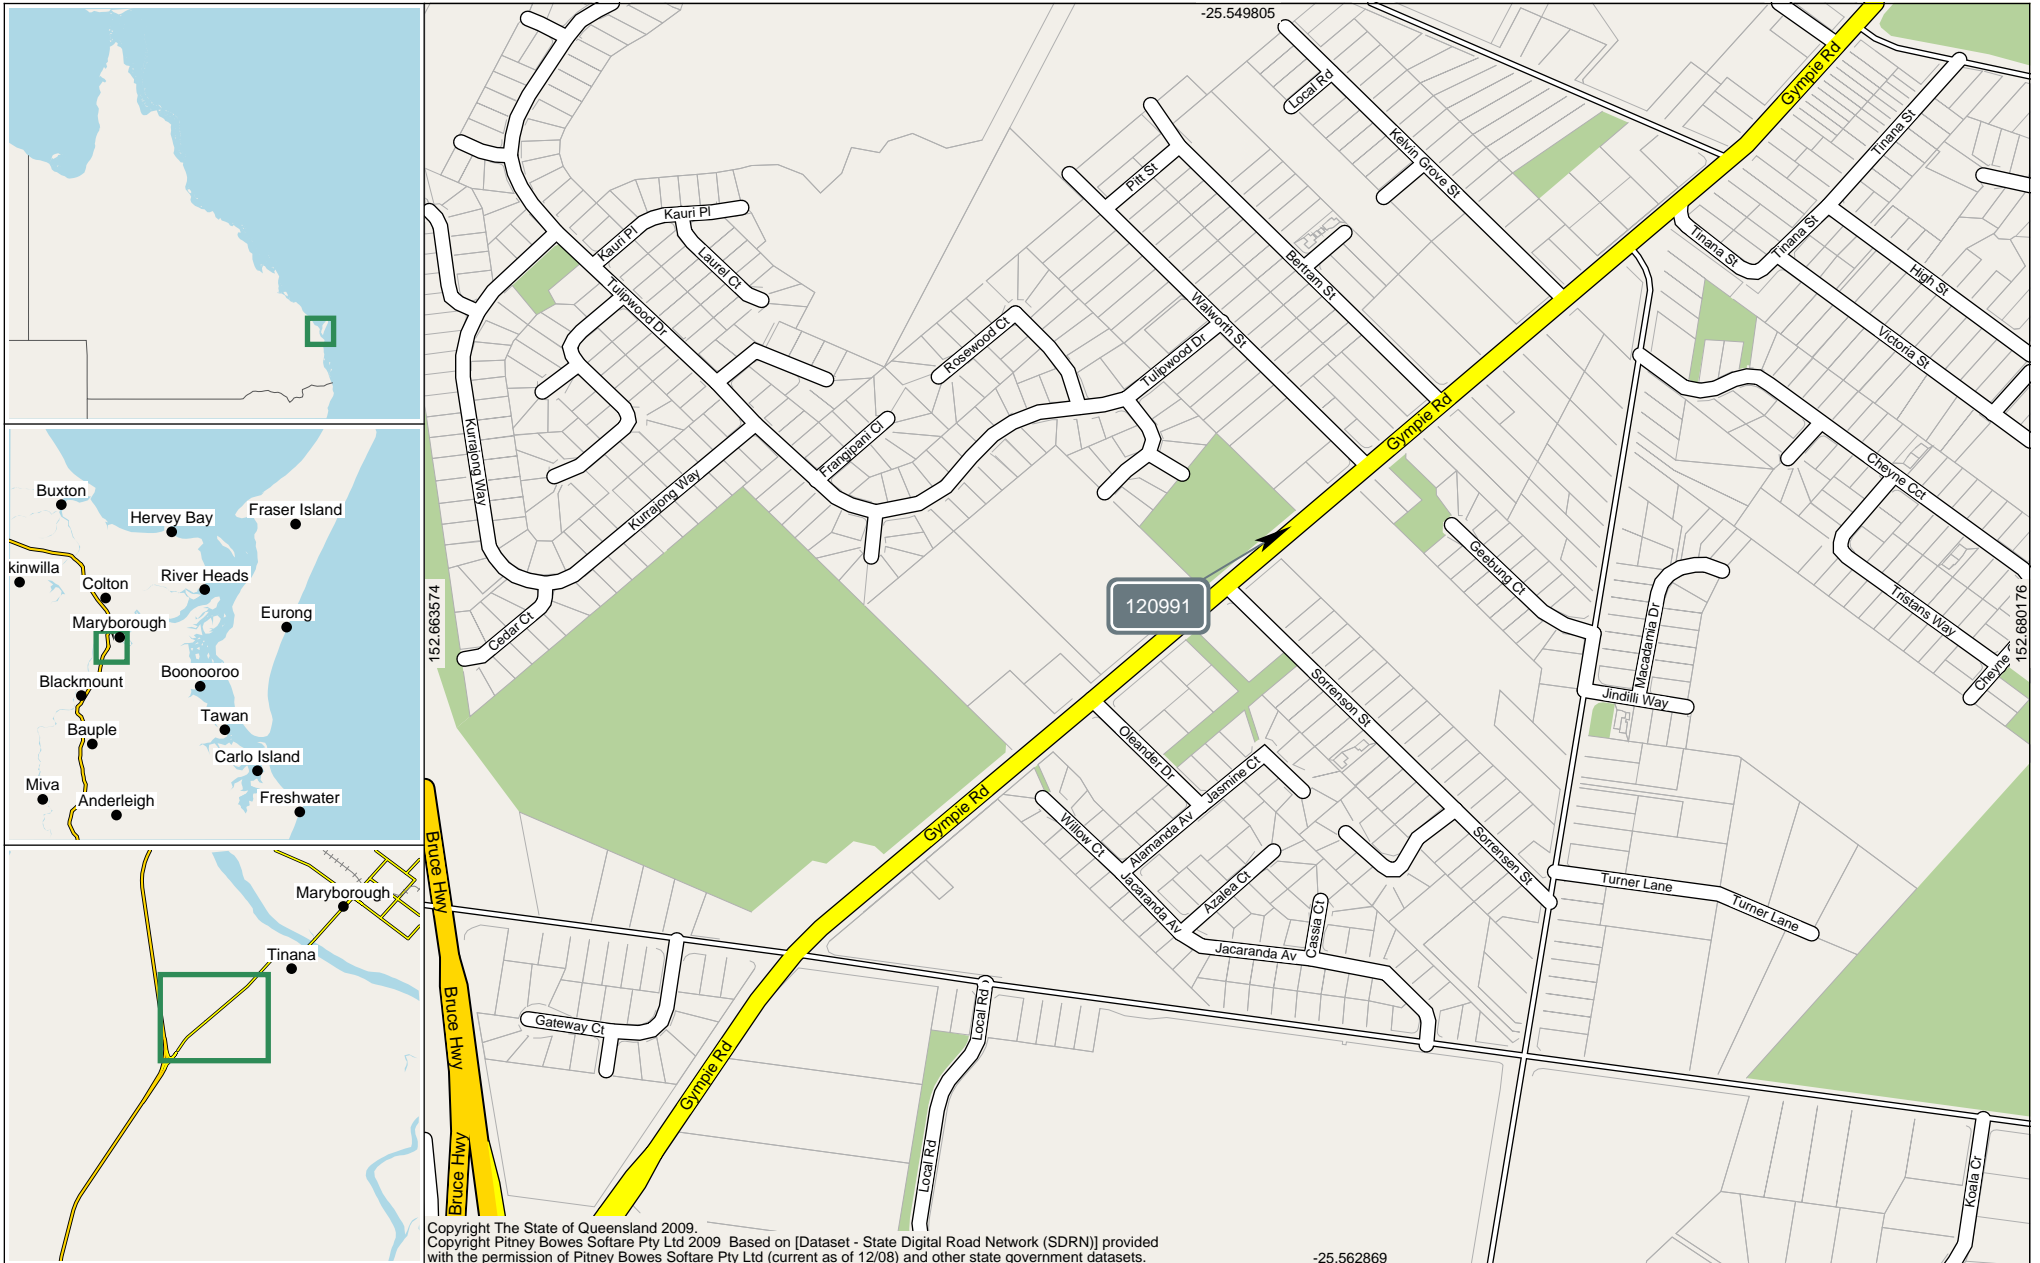 Buxton
Hervey Bay
Fraser Island
kinwilla
Colton
River Heads
Maryborough
Eurong
Blackmount
Boonooroo
Bauple
Tawan
Carlo Island
Miva
Anderleigh
Freshwater
Maryborough
Tinana
-25.549805
Gympie Rd
Local Rd
Tinana St
Kelvin Grove St
Pitt St
Kauri Pl
Kauri Pl
Laurel Ct
Tinana St
Tinana St
High St
Bertram St
Tulipwood Dr
Walworth St
Rosewood Ct
Tulipwood Dr
Victoria St
Gympie Rd
Kurrajong Way
Frangipani Cl
Kurrajong Way
Cheyne Cct
Geebung Ct
152.663574
120991
Tristans Way
152.680176
Cedar Ct
Macadamia Dr
Cheyne
Sorrenson St
Jindilli Way
Oleander Dr
Jasmine Ct
Gympie Rd
Willow Ct
Alamanda Av
Bruce Hwy
Sorrensen St
Azalea Ct
Jacaranda Av
Turner Lane
Turner Lane
Cassia Ct
Jacaranda Av
Bruce Hwy
Gateway Ct
Local Rd
Gympie Rd
Bruce Hwy
Local Rd
Koala Cr
Copyright The State of Queensland 2009.
Copyright Pitney Bowes Softare Pty Ltd 2009 Based on [Dataset - State Digital Road Network (SDRN)] provided
with the permission of Pitney Bowes Softare Pty Ltd (current as of 12/08) and other state government datasets.
-25.562869